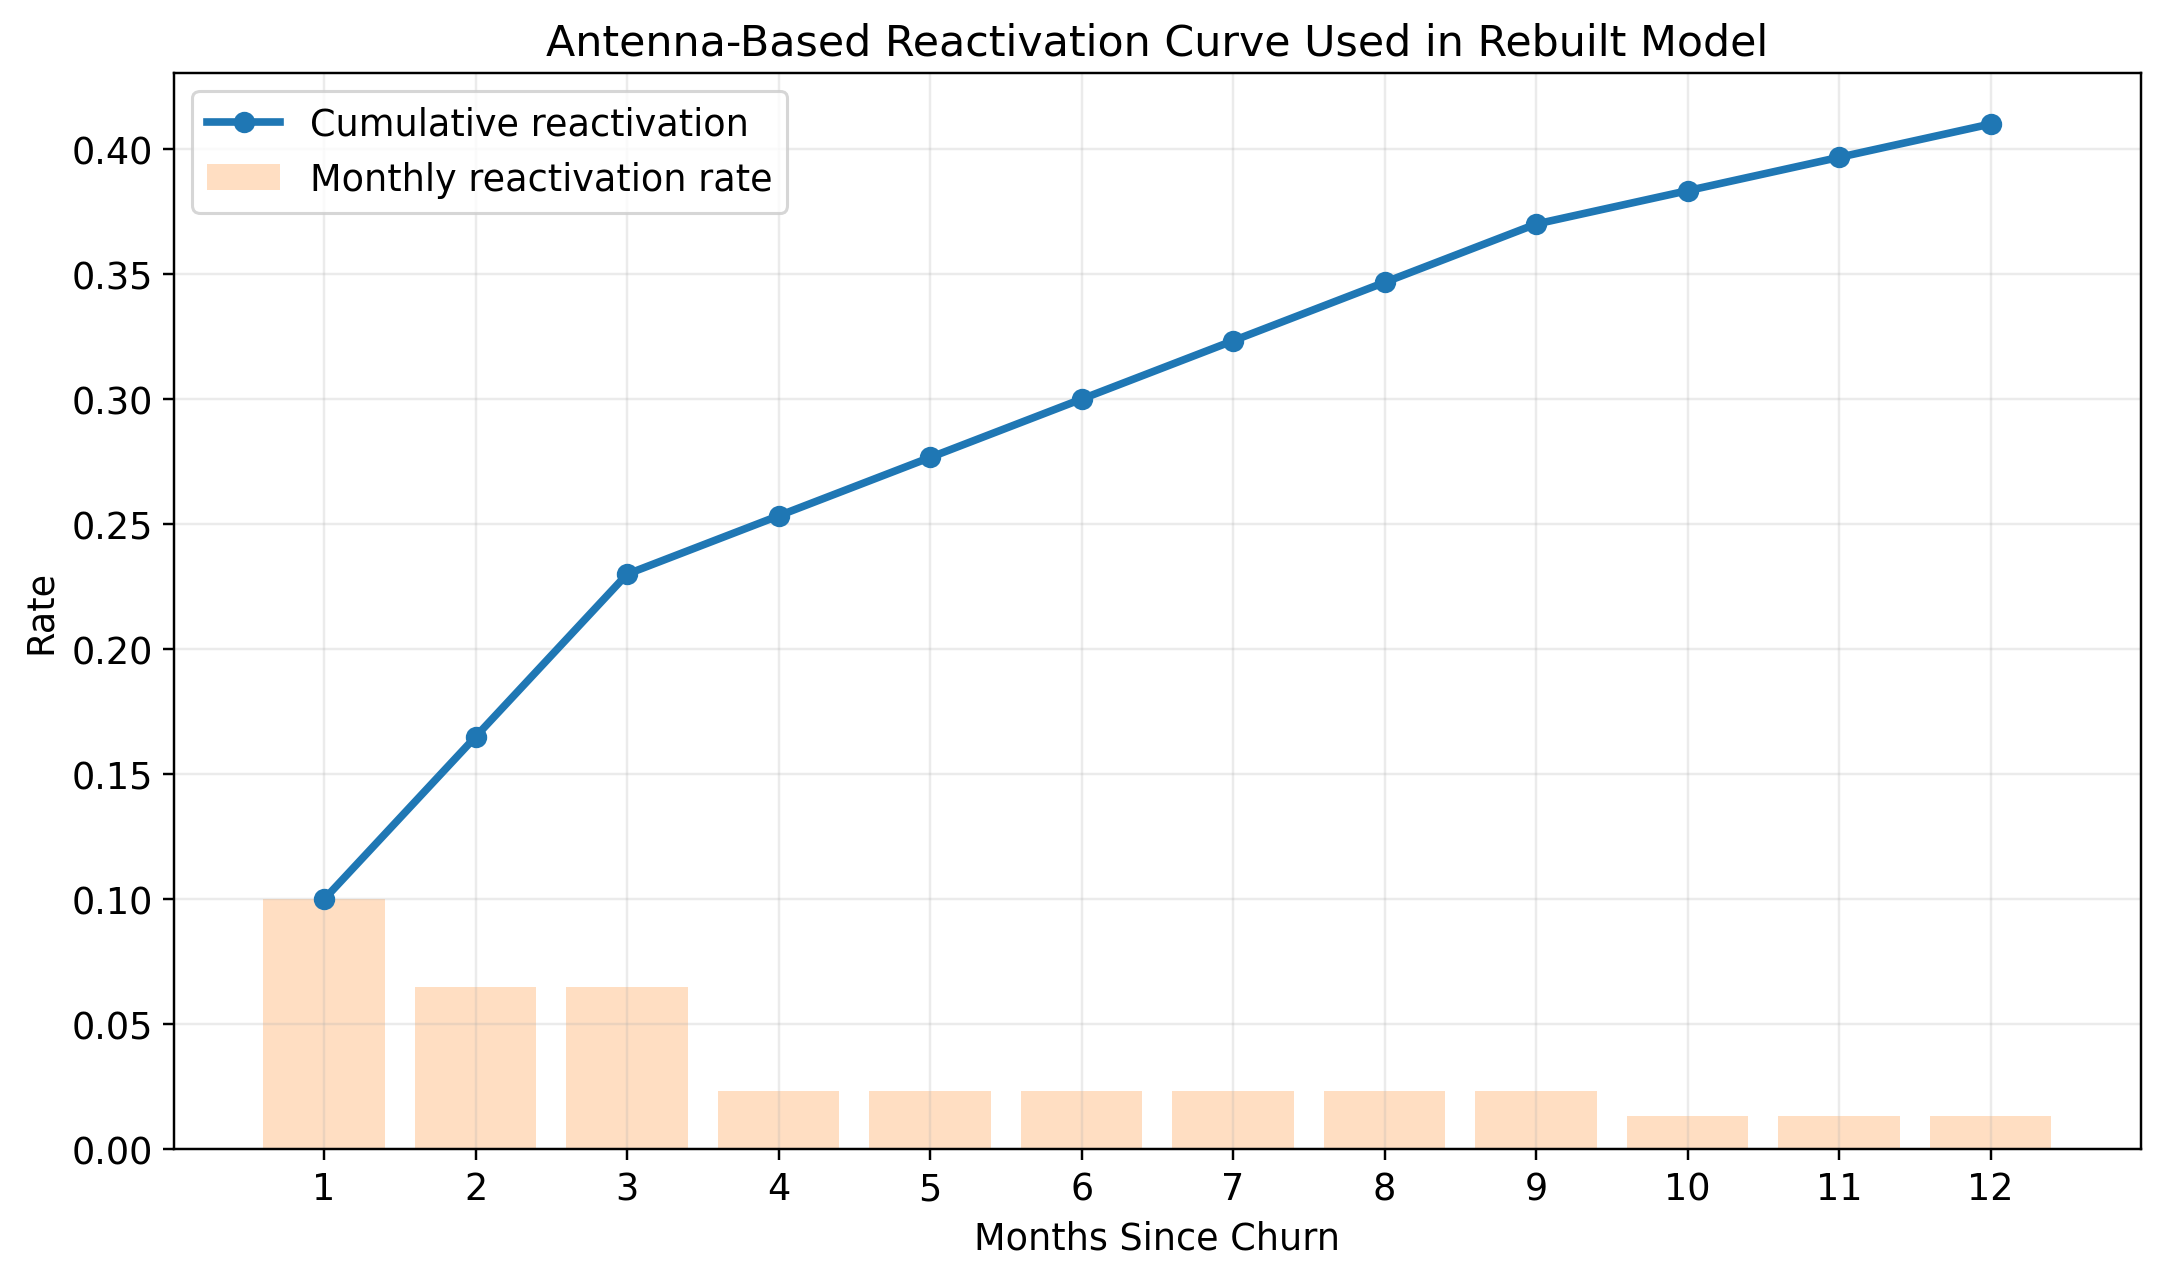 Antenna-Based Reactivation Curve Used in Rebuilt Model
Cumulative reactivation
Monthly reactivation rate
0.40
0.35
0.30
0.25
0.20
0.15
0.10
0.05
0.00
Rate
1 2 3 4 5 6 7 8 9 10 11 12
Months Since Churn